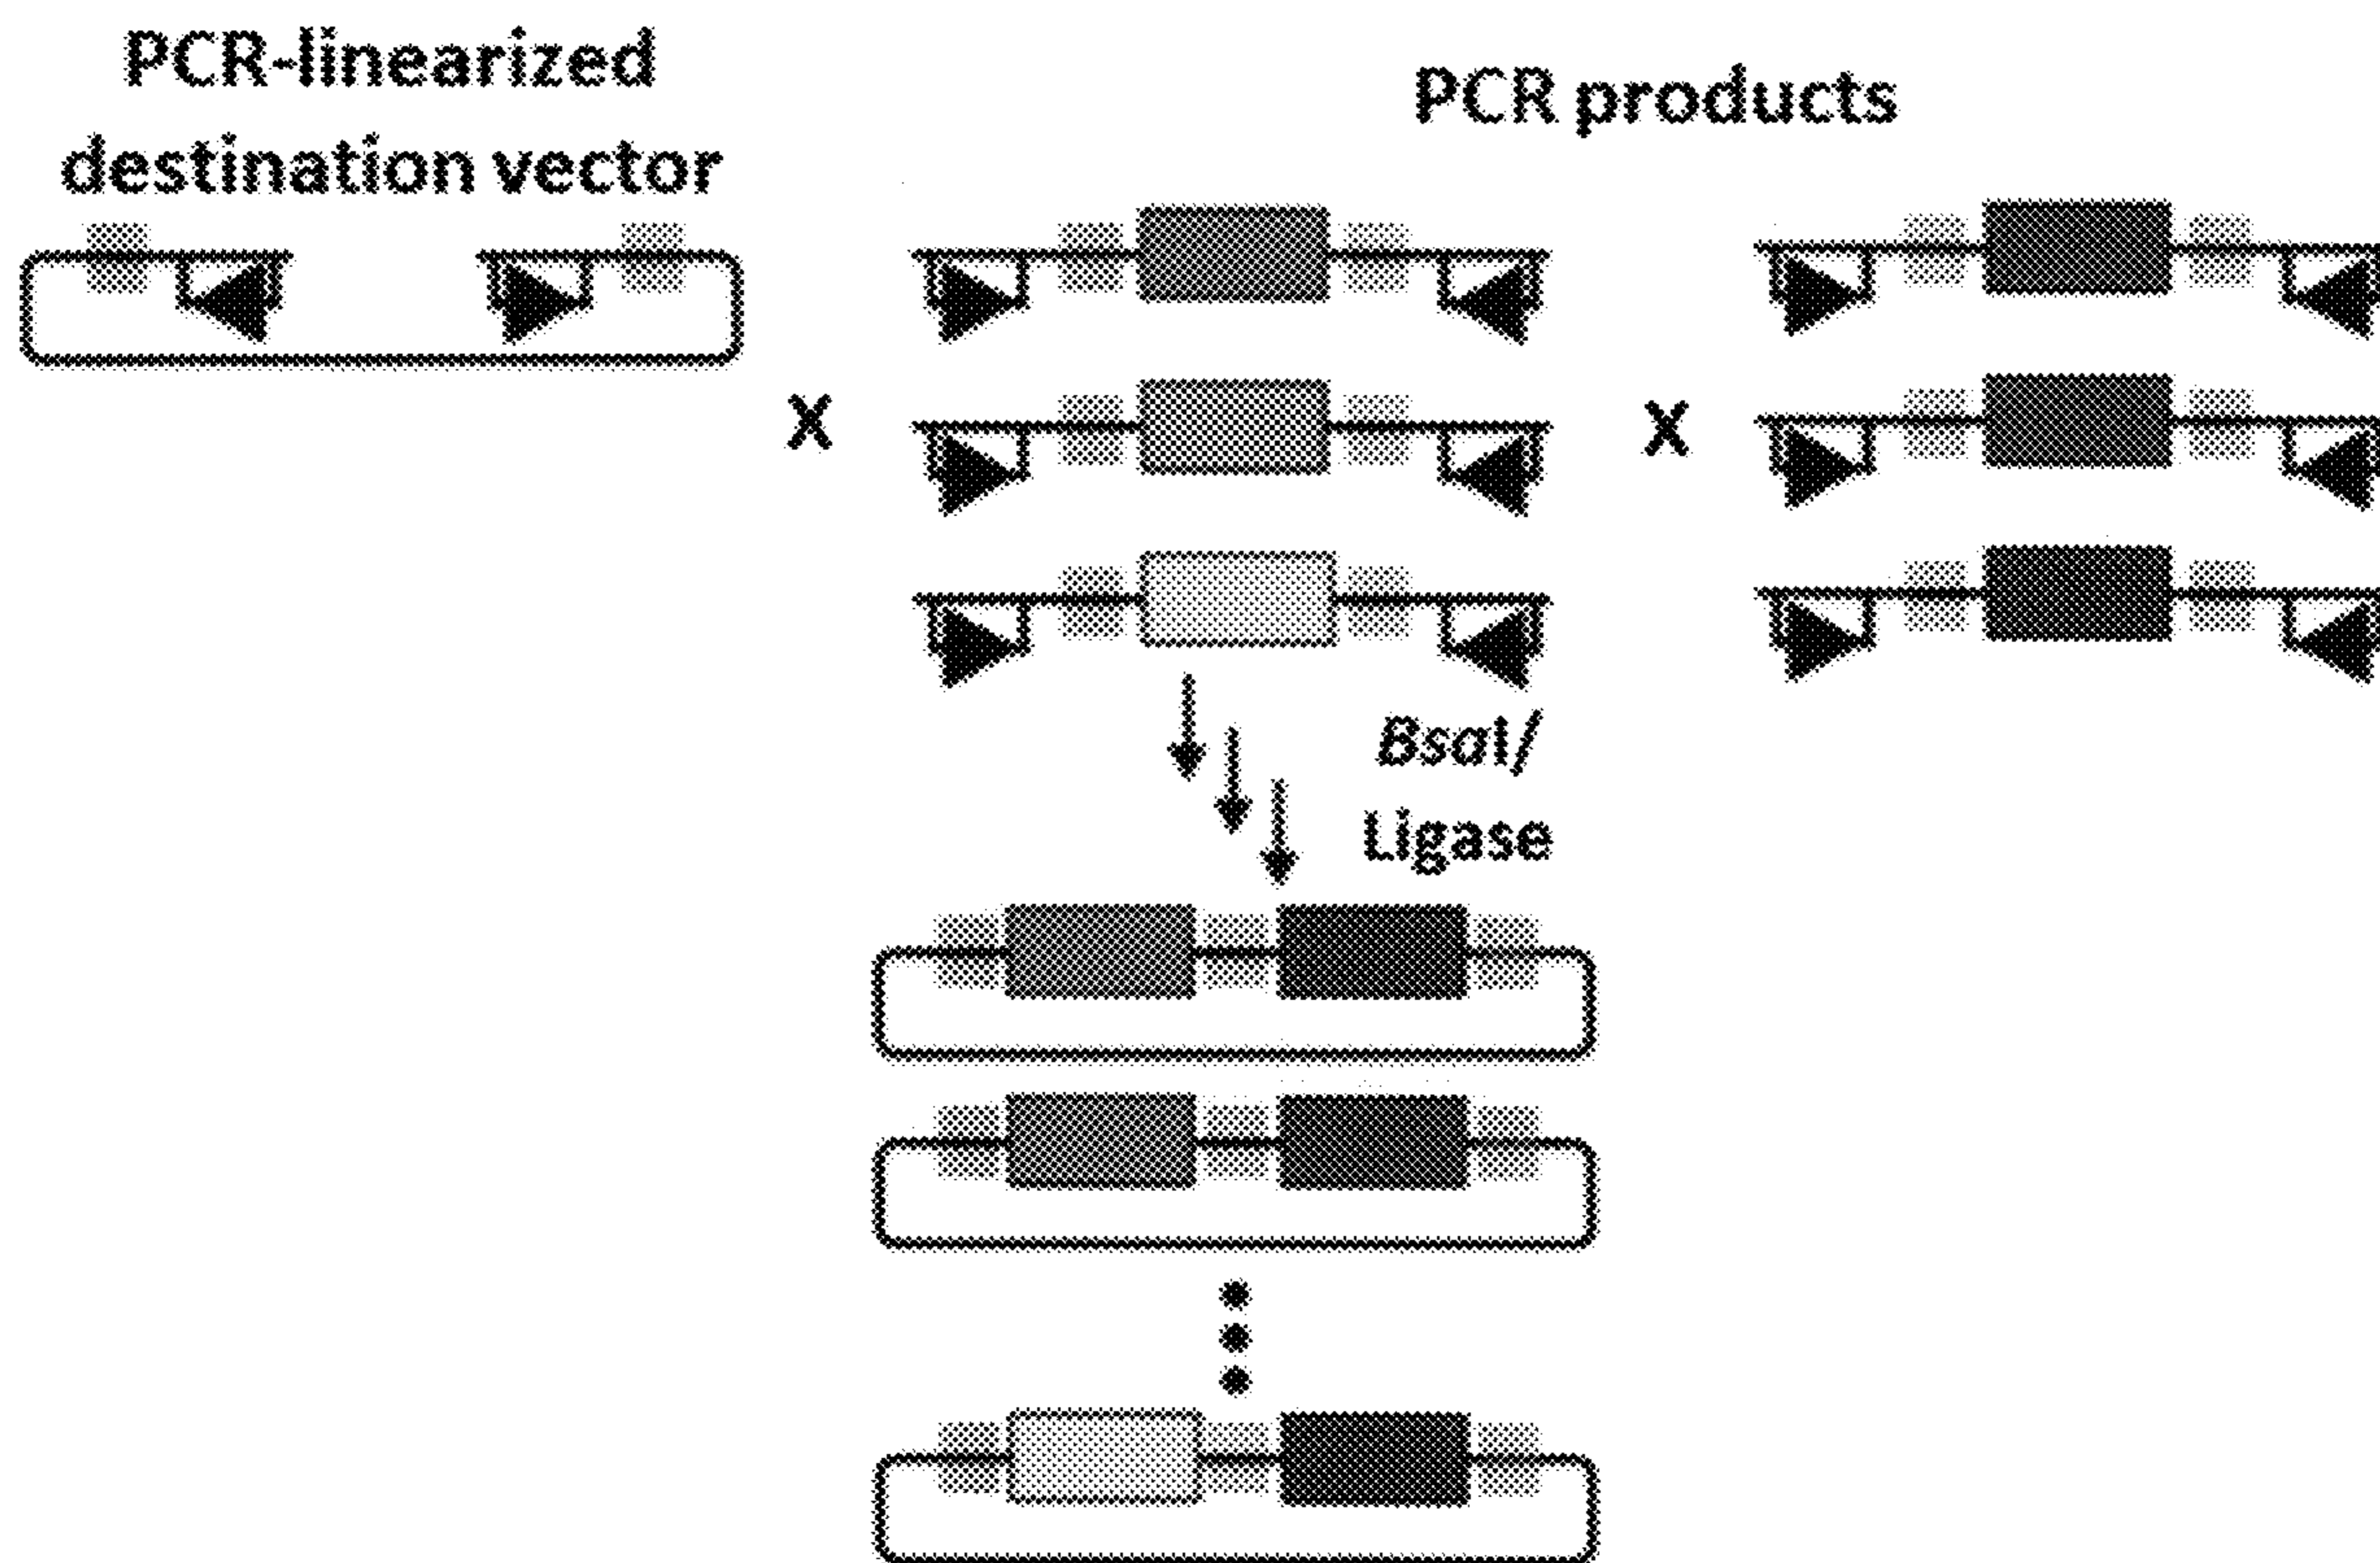 PCR-linearized
destination vector
PCR products
X
X
BsaI/
Ligase